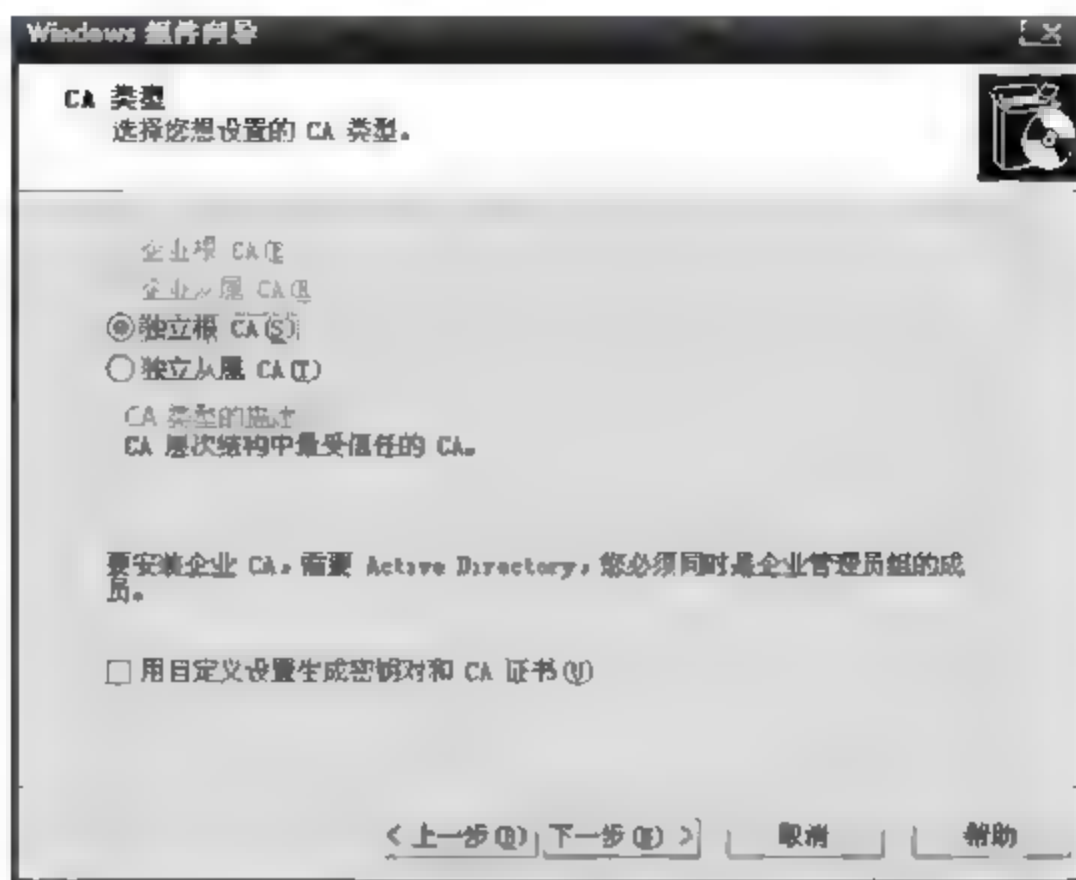 Windows 组件向导
CA 类型
选择您想设置的 CA 类型。
企业根 CA(E)
企业从属 CA(R)
独立根 CA(S)
独立从属 CA(T)
CA 类型的描述
CA 层次结构中最受信任的 CA。
要安装企业 CA，需要 Active Directory，您必须同时是企业管理员组的成
员。
用自定义设置生成密钥对和 CA 证书(U)
< 上一步(B) 下一步(N) > 取消 帮助